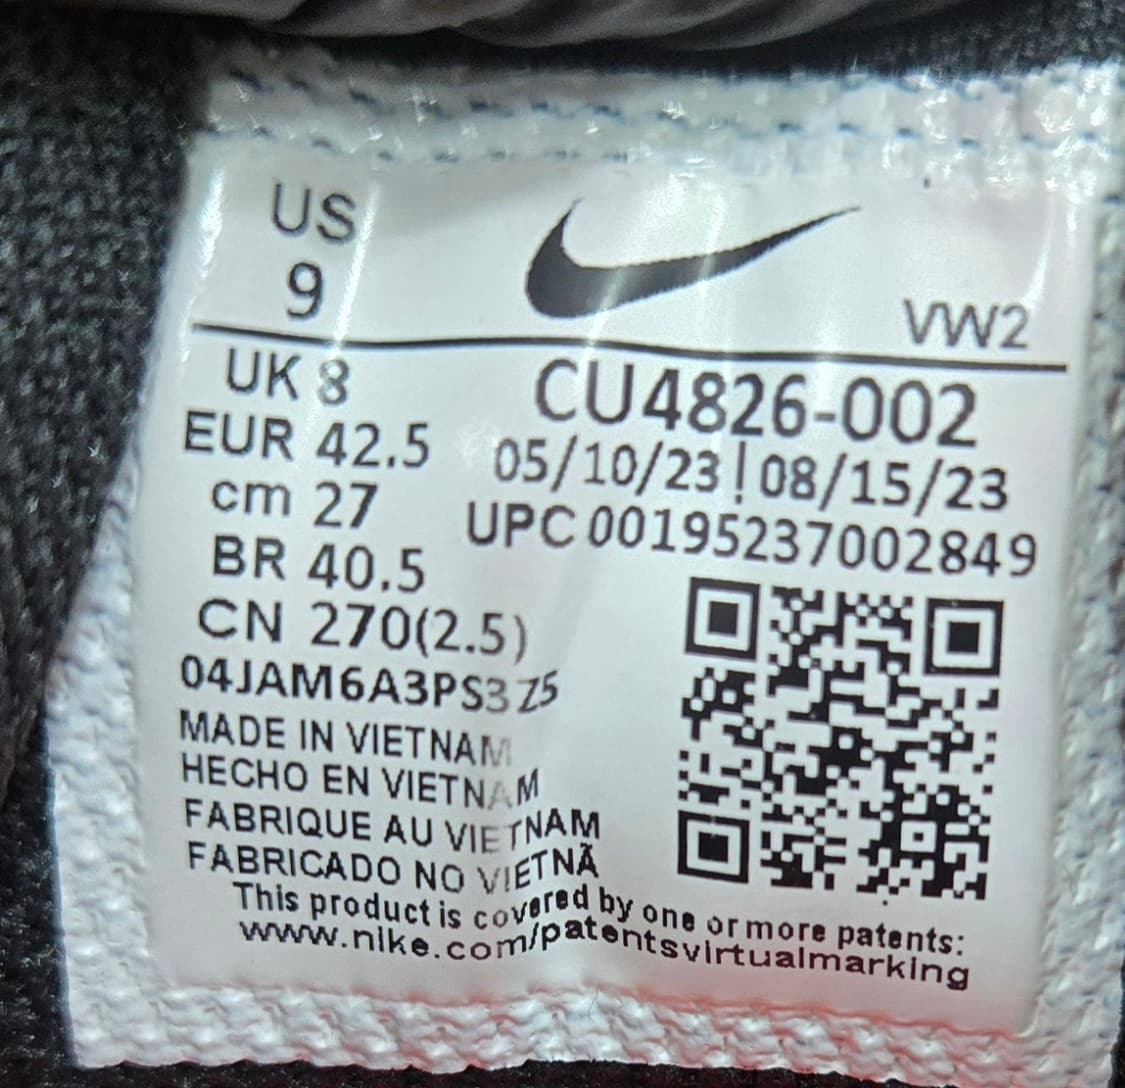 US
9
VW2
UK 8
CU4826-002
EUR 42.5
05/10/23|08/15/23
cm 27
UPC 00195237002849
BR 40.5
CN 270(2.5)
04JAM6A3PS3Z5
MADE IN VIETNAM
HECHO EN VIETNAM
FABRIQUE AU VIETNAM
FABRICADO NO VIETNÃ
This product is covered by one or more patents:
www.nike.com/patentsvirtualmarking